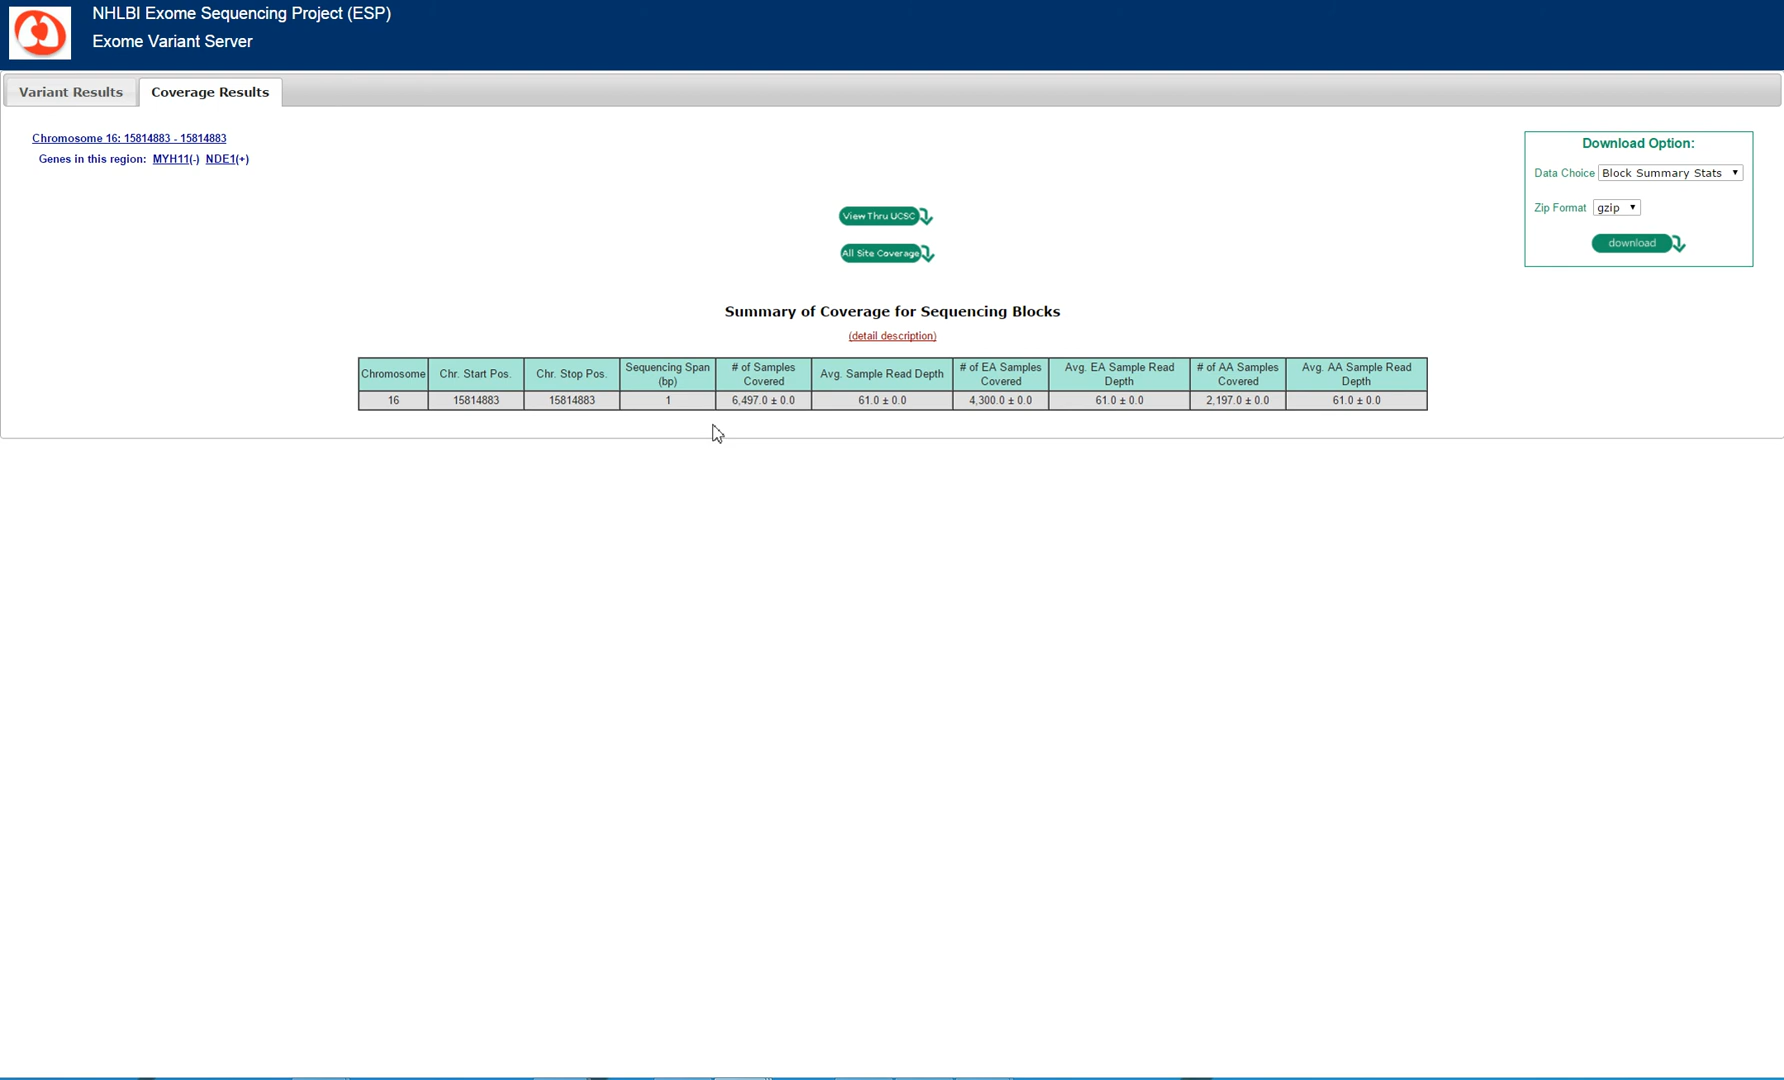 NHLBI Exome Sequencing Project (ESP)
Exome Variant Server
Variant Results
Coverage Results
Chromosome 16: 15814883 - 15814883
Genes in this region: MYH11(-) NDE1(+)
Download Option:
Data Choice Block Summary Stats
Zip Format gzip
download
View Thru UCSC
All Site Coverage
Summary of Coverage for Sequencing Blocks
(detail description)
Chromosome Chr. Start Pos. Chr. Stop Pos. Sequencing Span (bp) # of Samples Covered Avg. Sample Read Depth # of EA Samples Covered Avg. EA Sample Read Depth # of AA Samples Covered Avg. AA Sample Read Depth
16 15814883 15814883 1 6,497.0 ± 0.0 61.0 ± 0.0 4,300.0 ± 0.0 61.0 ± 0.0 2,197.0 ± 0.0 61.0 ± 0.0